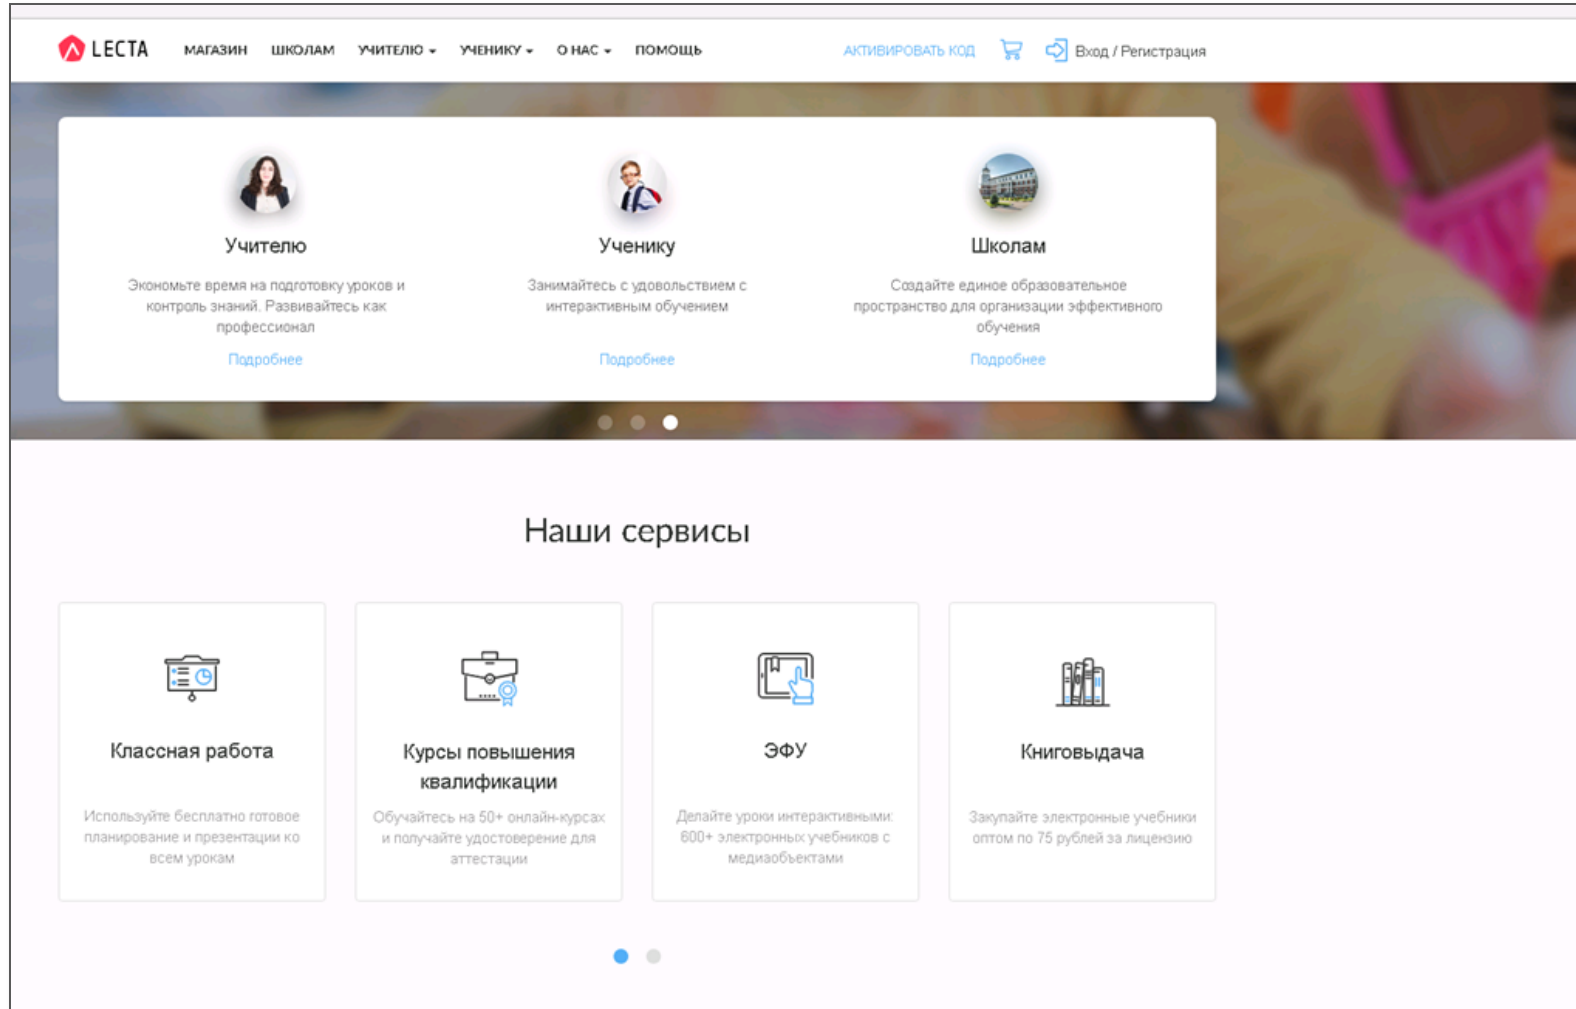 LECTA
МАГАЗИН ШКОЛАМ УЧИТЕЛЮ УЧЕНИКУ О НАС ПОМОЩЬ АКТИВИРОВАТЬ КОД Вход / Регистрация
Учителю
Экономьте время на подготовку уроков и
контроль знаний. Развивайтесь как
профессионал
Подробнее
Ученику
Занимайтесь с удовольствием с
интерактивным обучением
Подробнее
Школам
Создайте единое образовательное
пространство для организации эффективного
обучения
Подробнее
Наши сервисы
Классная работа
Используйте бесплатно готовое
планирование и презентации ко
всем урокам
Курсы повышения
квалификации
Обучайтесь на 50+ онлайн-курсах
и получайте удостоверение для
аттестации
ЭФУ
Делайте уроки интерактивными:
600+ электронных учебников с
медиаобъектами
Книговыдача
Закупайте электронные учебники
оптом по 75 рублей за лицензию